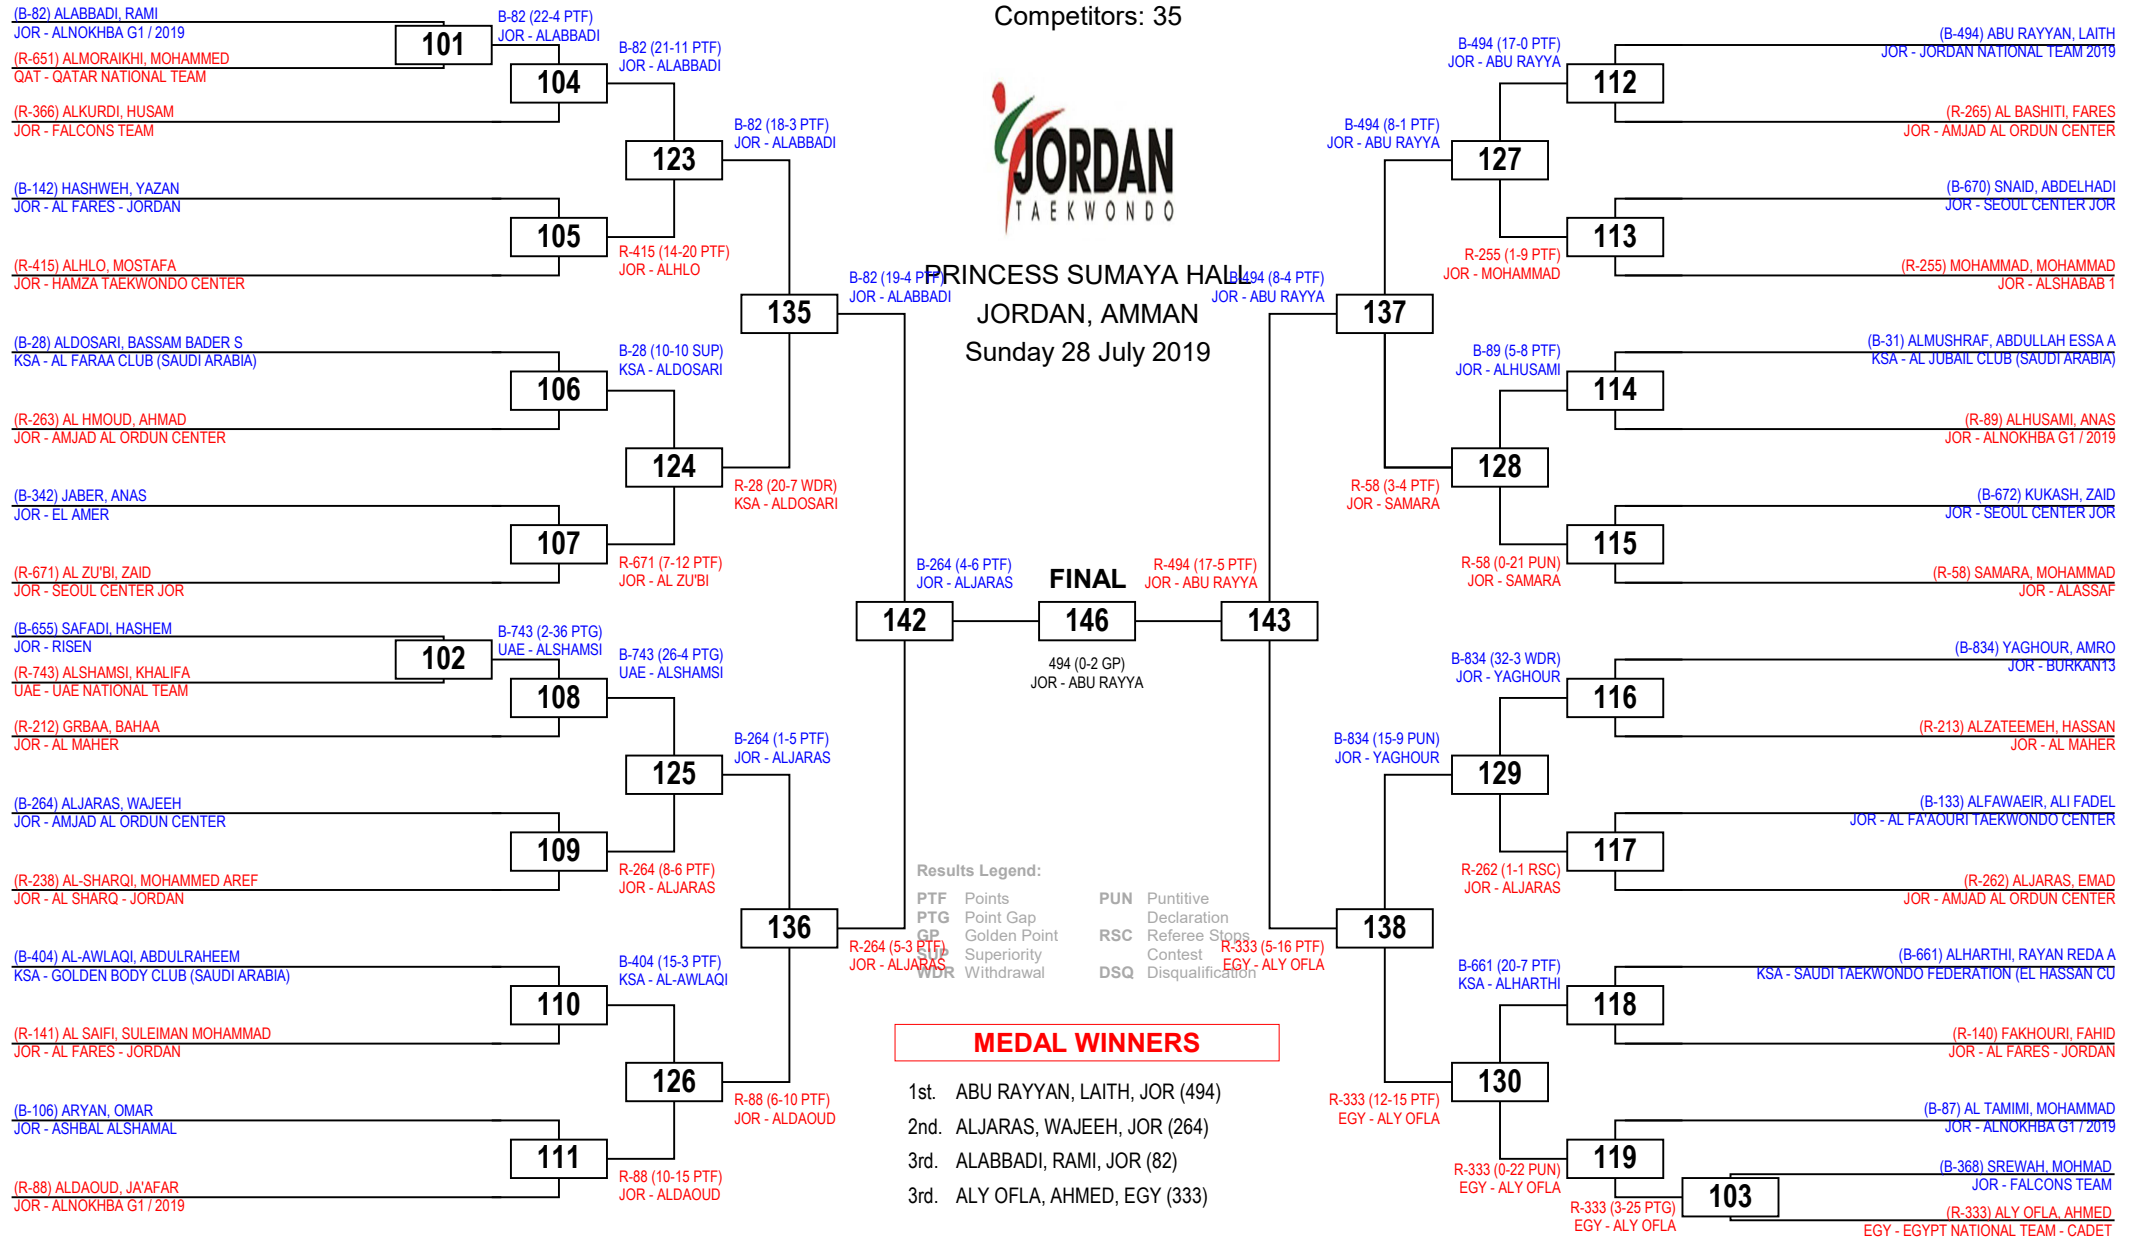 Competitors: 35
JORDAN
TAEKWONDO
PRINCESS SUMAYA HALL
JORDAN, AMMAN
Sunday 28 July 2019
(B-82) ALABBADI, RAMI
JOR - ALNOKHBA G1 / 2019
(R-651) ALMORAIKHI, MOHAMMED
QAT - QATAR NATIONAL TEAM
(R-366) ALKURDI, HUSAM
JOR - FALCONS TEAM
(B-142) HASHWEH, YAZAN
JOR - AL FARES - JORDAN
(R-415) ALHLO, MOSTAFA
JOR - HAMZA TAEKWONDO CENTER
(B-28) ALDOSARI, BASSAM BADER S
KSA - AL FARAA CLUB (SAUDI ARABIA)
(R-263) AL HMOUD, AHMAD
JOR - AMJAD AL ORDUN CENTER
(B-342) JABER, ANAS
JOR - EL AMER
(R-671) AL ZU'BI, ZAID
JOR - SEOUL CENTER JOR
(B-655) SAFADI, HASHEM
JOR - RISEN
(R-743) ALSHAMSI, KHALIFA
UAE - UAE NATIONAL TEAM
(R-212) GRBAA, BAHAA
JOR - AL MAHER
(B-264) ALJARAS, WAJEEH
JOR - AMJAD AL ORDUN CENTER
(R-238) AL-SHARQI, MOHAMMED AREF
JOR - AL SHARQ - JORDAN
(B-404) AL-AWLAQI, ABDULRAHEEM
KSA - GOLDEN BODY CLUB (SAUDI ARABIA)
(R-141) AL SAIFI, SULEIMAN MOHAMMAD
JOR - AL FARES - JORDAN
(B-106) ARYAN, OMAR
JOR - ASHBAL ALSHAMAL
(R-88) ALDAOUD, JA'AFAR
JOR - ALNOKHBA G1 / 2019
101
B-82 (22-4 PTF)
JOR - ALABBADI
102
B-743 (2-36 PTG)
UAE - ALSHAMSI
104
B-82 (21-11 PTF)
JOR - ALABBADI
105
R-415 (14-20 PTF)
JOR - ALHLO
106
B-28 (10-10 SUP)
KSA - ALDOSARI
107
R-671 (7-12 PTF)
JOR - AL ZU'BI
108
B-743 (26-4 PTG)
UAE - ALSHAMSI
109
R-264 (8-6 PTF)
JOR - ALJARAS
110
B-404 (15-3 PTF)
KSA - AL-AWLAQI
111
R-88 (10-15 PTF)
JOR - ALDAOUD
123
B-82 (18-3 PTF)
JOR - ALABBADI
124
R-28 (20-7 WDR)
KSA - ALDOSARI
125
B-264 (1-5 PTF)
JOR - ALJARAS
126
R-88 (6-10 PTF)
JOR - ALDAOUD
135
B-82 (19-4 PTF)
JOR - ALABBADI
136
R-264 (5-3 PTF)
JOR - ALJARAS
142
B-264 (4-6 PTF)
JOR - ALJARAS
FINAL
146
494 (0-2 GP)
JOR - ABU RAYYA
R-494 (17-5 PTF)
JOR - ABU RAYYA
143
B-494 (8-4 PTF)
JOR - ABU RAYYA
137
R-333 (5-16 PTF)
EGY - ALY OFLA
138
B-494 (8-1 PTF)
JOR - ABU RAYYA
127
R-58 (3-4 PTF)
JOR - SAMARA
128
B-834 (15-9 PUN)
JOR - YAGHOUR
129
R-333 (12-15 PTF)
EGY - ALY OFLA
130
B-494 (17-0 PTF)
JOR - ABU RAYYA
112
R-255 (1-9 PTF)
JOR - MOHAMMAD
113
B-89 (5-8 PTF)
JOR - ALHUSAMI
114
R-58 (0-21 PUN)
JOR - SAMARA
115
B-834 (32-3 WDR)
JOR - YAGHOUR
116
R-262 (1-1 RSC)
JOR - ALJARAS
117
B-661 (20-7 PTF)
KSA - ALHARTHI
118
R-333 (0-22 PUN)
EGY - ALY OFLA
119
R-333 (3-25 PTG)
EGY - ALY OFLA
103
(B-494) ABU RAYYAN, LAITH
JOR - JORDAN NATIONAL TEAM 2019
(R-265) AL BASHITI, FARES
JOR - AMJAD AL ORDUN CENTER
(B-670) SNAID, ABDELHADI
JOR - SEOUL CENTER JOR
(R-255) MOHAMMAD, MOHAMMAD
JOR - ALSHABAB 1
(B-31) ALMUSHRAF, ABDULLAH ESSA A
KSA - AL JUBAIL CLUB (SAUDI ARABIA)
(R-89) ALHUSAMI, ANAS
JOR - ALNOKHBA G1 / 2019
(B-672) KUKASH, ZAID
JOR - SEOUL CENTER JOR
(R-58) SAMARA, MOHAMMAD
JOR - ALASSAF
(B-834) YAGHOUR, AMRO
JOR - BURKAN13
(R-213) ALZATEEMEH, HASSAN
JOR - AL MAHER
(B-133) ALFAWAEIR, ALI FADEL
JOR - AL FA'AOURI TAEKWONDO CENTER
(R-262) ALJARAS, EMAD
JOR - AMJAD AL ORDUN CENTER
(B-661) ALHARTHI, RAYAN REDA A
KSA - SAUDI TAEKWONDO FEDERATION (EL HASSAN CU
(R-140) FAKHOURI, FAHID
JOR - AL FARES - JORDAN
(B-87) AL TAMIMI, MOHAMMAD
JOR - ALNOKHBA G1 / 2019
(B-368) SREWAH, MOHMAD
JOR - FALCONS TEAM
(R-333) ALY OFLA, AHMED
EGY - EGYPT NATIONAL TEAM - CADET
Results Legend:
PTF Points
PTG Point Gap
GP Golden Point
SUP Superiority
WDR Withdrawal
PUN Puntitive
Declaration
RSC Referee Stops
Contest
DSQ Disqualification
MEDAL WINNERS
1st. ABU RAYYAN, LAITH, JOR (494)
2nd. ALJARAS, WAJEEH, JOR (264)
3rd. ALABBADI, RAMI, JOR (82)
3rd. ALY OFLA, AHMED, EGY (333)